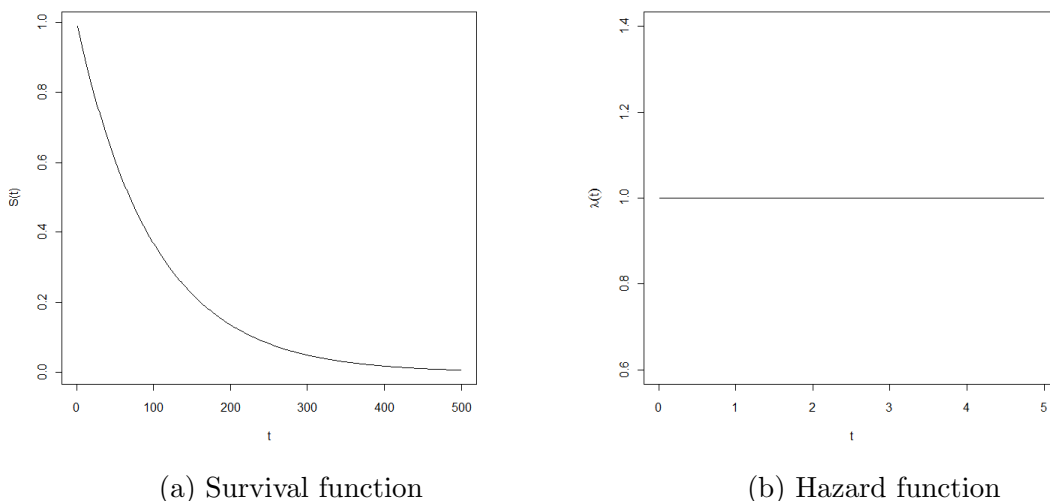 S(t)
1.0
0.8
0.6
0.4
0.2
0.0
0 100 200 300 400 500
t
(a) Survival function
λ(t)
1.4
1.2
1.0
0.8
0.6
0 1 2 3 4 5
t
(b) Hazard function